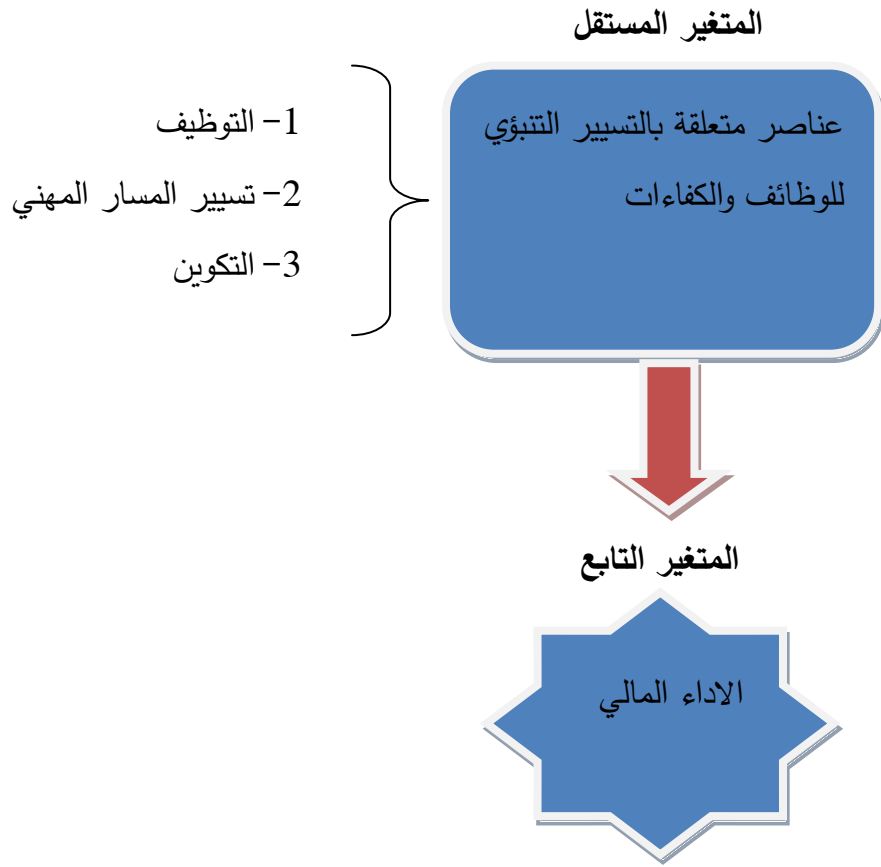 المتغير المستقل
عناصر متعلقة بالتسيير التنبؤي
للوظائف والكفاءات
1- التوظيف
2- تسيير المسار المهني
3- التكوين
المتغير التابع
الاداء المالي